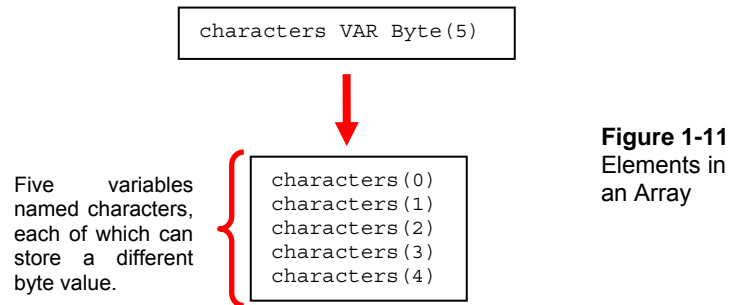 characters VAR Byte(5)
Five variables
named characters,
each of which can
store a different
byte value.
characters(0)
characters(1)
characters(2)
characters(3)
characters(4)
Figure 1-11
Elements in
an Array